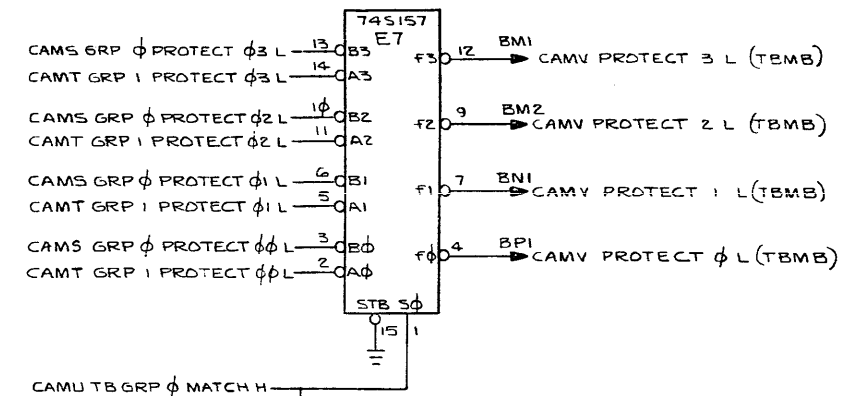 74S157
E7
CAMS GRP φ PROTECT φ3 L 13 B3
f3 12 BM1 CAMV PROTECT 3 L (TBMB)
CAMT GRP 1 PROTECT φ3 L 14 A3
CAMS GRP φ PROTECT φ2 L 1φ B2
f2 9 BM2 CAMV PROTECT 2 L (TBMB)
CAMT GRP 1 PROTECT φ2 L 11 A2
CAMS GRP φ PROTECT φ1 L 6 B1
f1 7 BN1 CAMV PROTECT 1 L (TBMB)
CAMT GRP 1 PROTECT φ1 L 5 A1
CAMS GRP φ PROTECT φφ L 3 Bφ
fφ 4 BP1 CAMV PROTECT φ L (TBMB)
CAMT GRP 1 PROTECT φφ L 2 Aφ
STB Sφ
15 1
CAMU TB GRP φ MATCH H